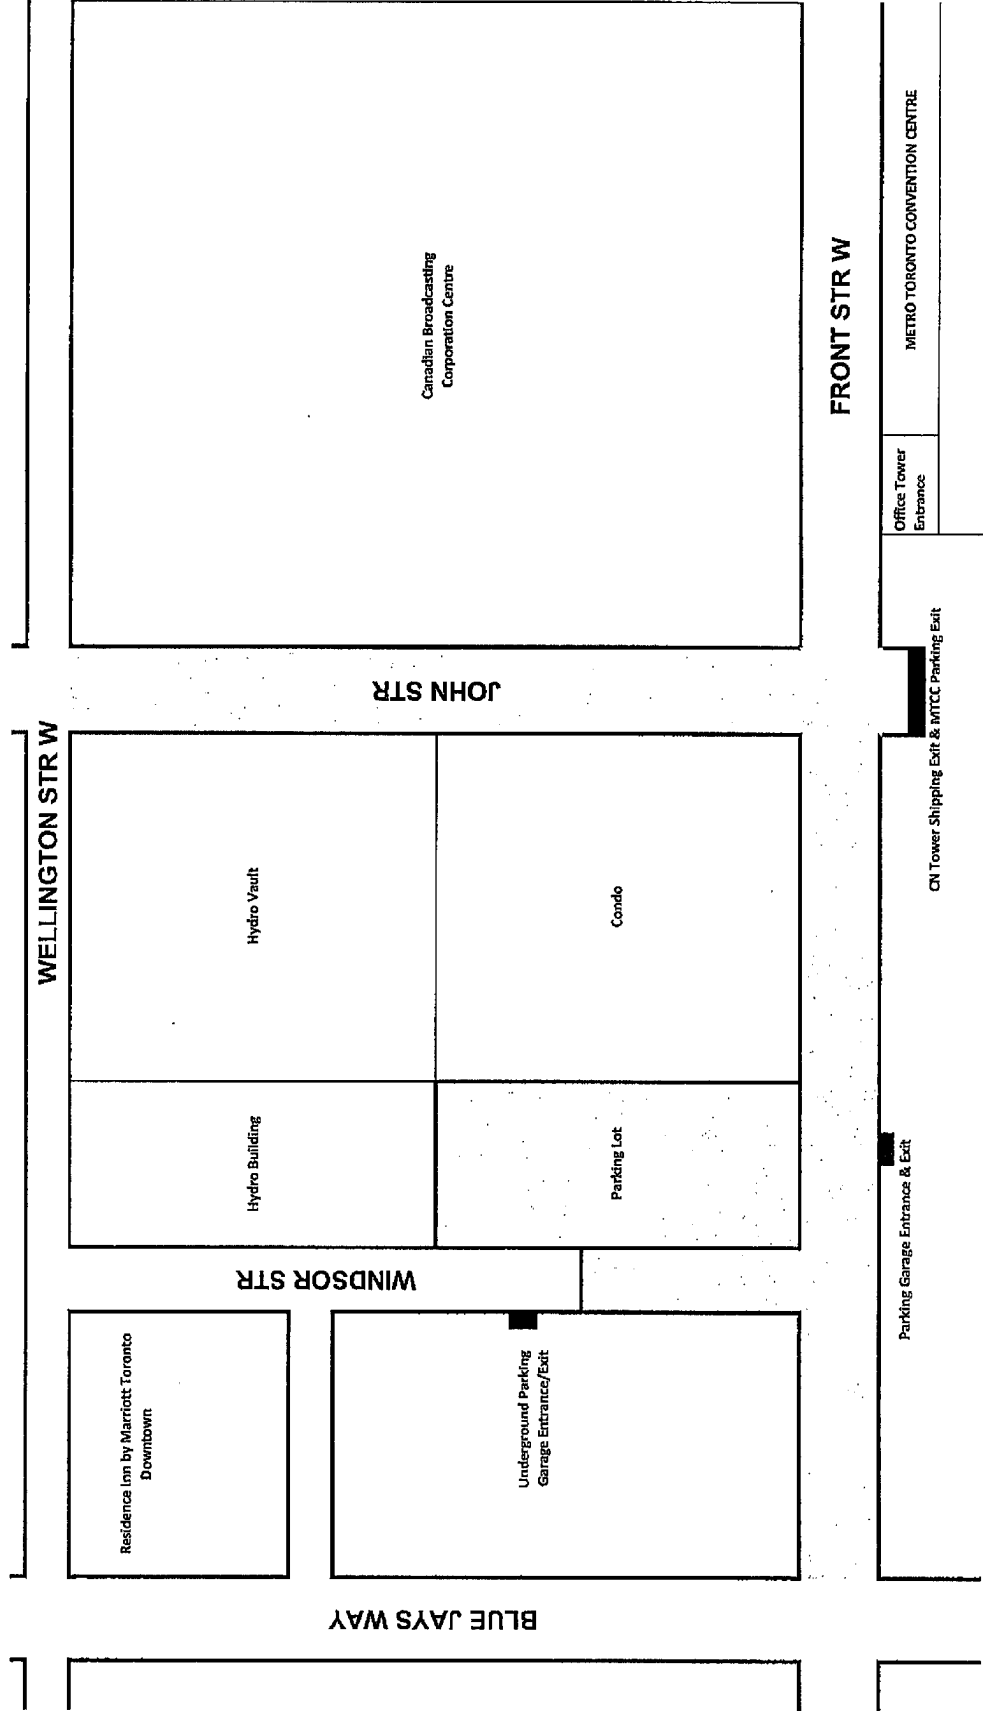 WELLINGTON STR W
Residence Inn by Marriott Toronto
Downtown
Hydro Building
Hydro Vault
Canadian Broadcasting
Corporation Centre
BLUE JAYS WAY
WINDSOR STR
JOHN STR
Underground Parking
Garage Entrance/Exit
Parking Lot
Condo
FRONT STR W
Parking Garage Entrance & Exit
CN Tower Shipping Exit & MTCC Parking Exit
Office Tower
Entrance
METRO TORONTO CONVENTION CENTRE